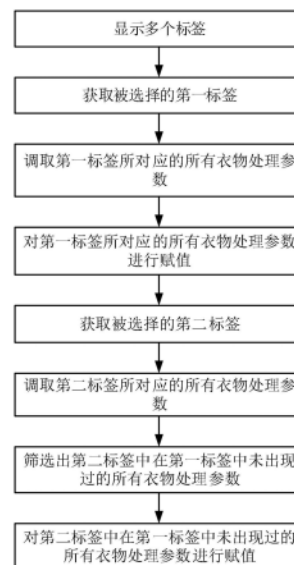 显示多个标签
获取被选择的第一标签
调取第一标签所对应的所有衣物处理参
数
对第一标签所对应的所有衣物处理参数
进行赋值
获取被选择的第二标签
调取第二标签所对应的所有衣物处理参
数
筛选出第二标签中在第一标签中未出现
过的所有衣物处理参数
对第二标签中在第一标签中未出现过的
所有衣物处理参数进行赋值